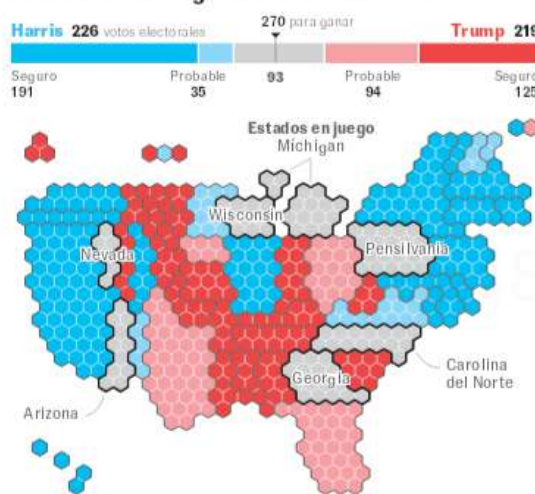 270 para ganar
Harris 226 votos electorales
Trump 219
Seguro
Probable
93
Probable
Seguro
191
35
94
125
Estados en juego
Michigan
Wisconsin
Nevada
Pensilvania
Georgia
Carolina
del Norte
Arizona